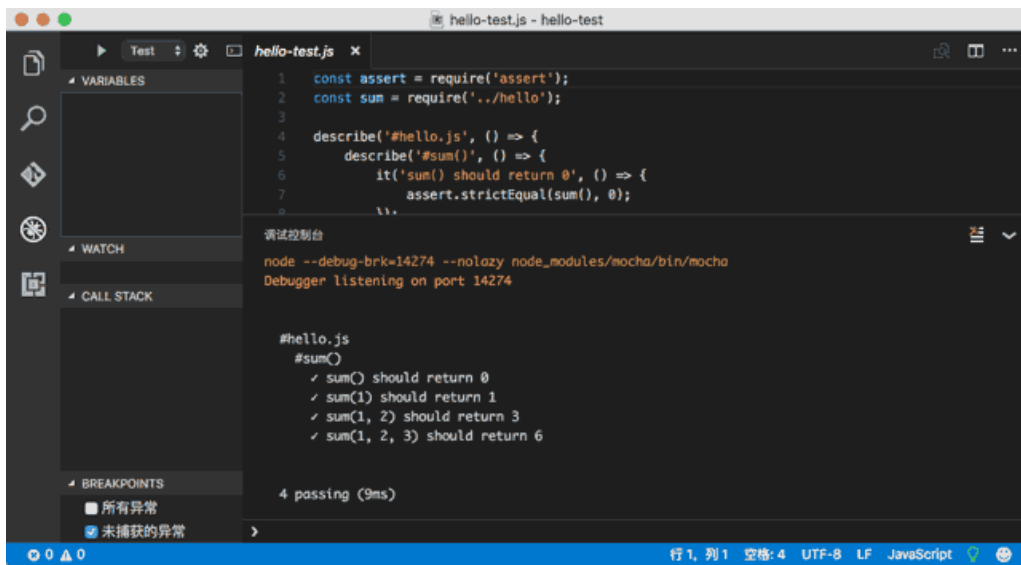 hello-test.js - hello-test
Test
hello-test.js
VARIABLES
1 const assert = require('assert');
2 const sum = require('../hello');
3
4 describe('#hello.js', () => {
5 describe('#sum()', () => {
6 it('sum() should return 0', () => {
7 assert.strictEqual(sum(), 0);
8 });
调试控制台
WATCH
node --debug-brk=14274 --nolazy node_modules/mocha/bin/mocha
Debugger listening on port 14274
CALL STACK
#hello.js
#sum()
✓ sum() should return 0
✓ sum(1) should return 1
✓ sum(1, 2) should return 3
✓ sum(1, 2, 3) should return 6
BREAKPOINTS
4 passing (9ms)
所有异常
未捕获的异常
0 0 行 1, 列 1 空格: 4 UTF-8 LF JavaScript